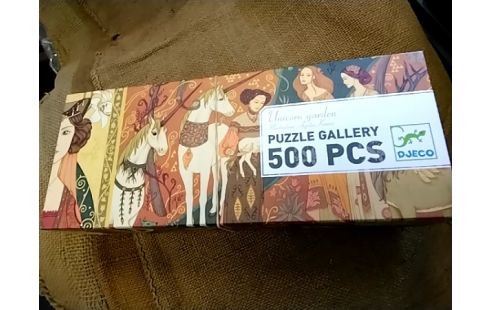 Unicorn garden
PUZZLE GALLERY
500 PCS
DJECO